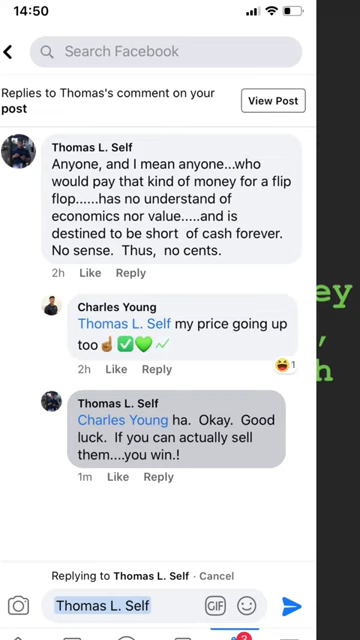 14:50
Search Facebook
Replies to Thomas's comment on your
post
View Post
Thomas L. Self
Anyone, and I mean anyone...who
would pay that kind of money for a flip
flop......has no understand of
economics nor value.....and is
destined to be short of cash forever.
No sense. Thus, no cents.
2h Like Reply
Charles Young
Thomas L. Self my price going up
too☝🏽✅💚📈
2h Like Reply
😆 1
Thomas L. Self
Charles Young ha. Okay. Good
luck. If you can actually sell
them....you win.!
1m Like Reply
ey
,
h
Replying to Thomas L. Self · Cancel
Thomas L. Self
GIF
3